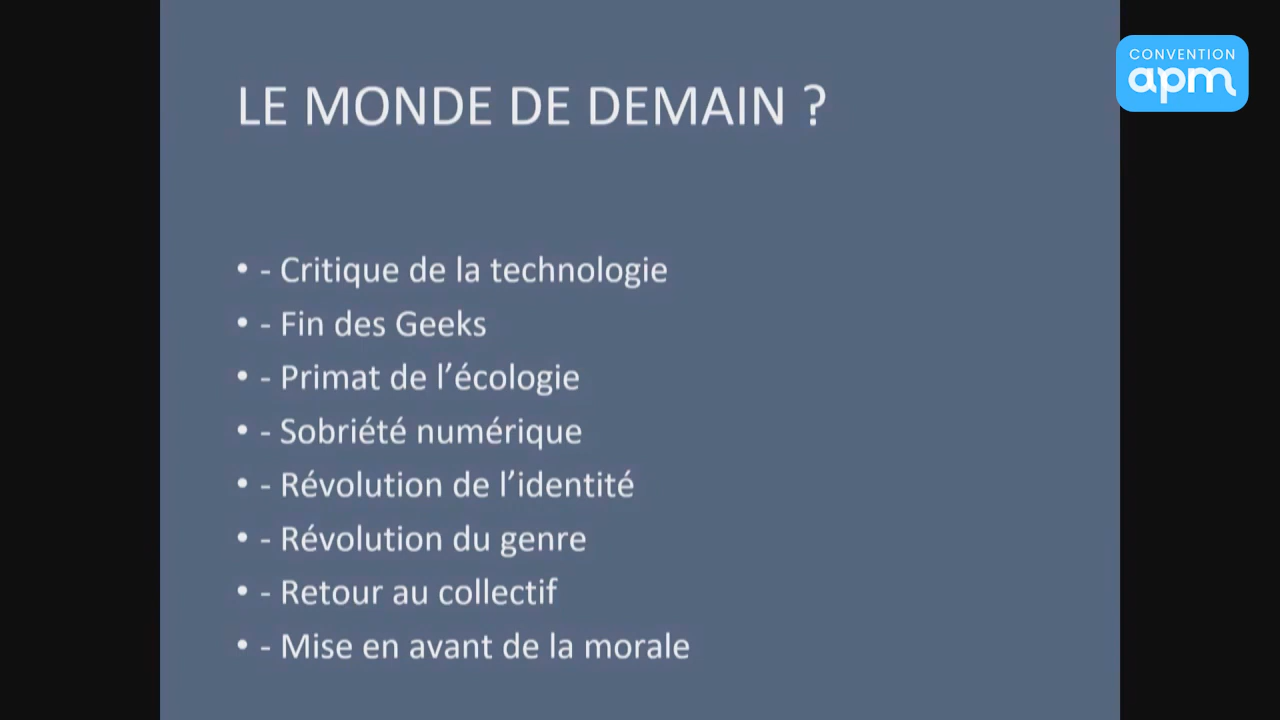 CONVENTION
apm
LE MONDE DE DEMAIN ?
• - Critique de la technologie
• - Fin des Geeks
• - Primat de l’écologie
• - Sobriété numérique
• - Révolution de l’identité
• - Révolution du genre
• - Retour au collectif
• - Mise en avant de la morale